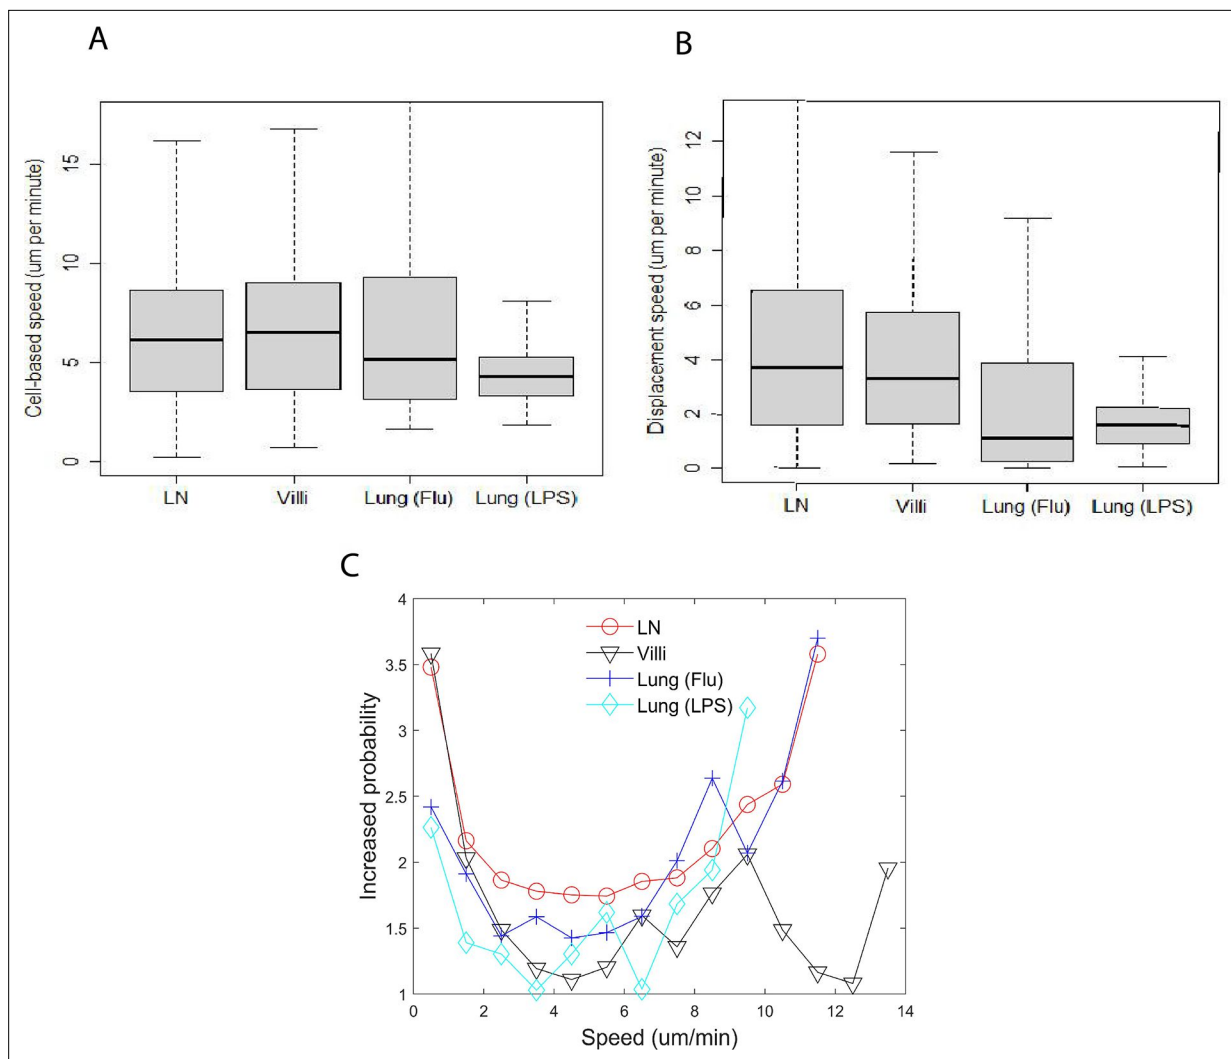 A
B
Cell-based speed (um per minute)
15
10
5
0
LN
Villi
Lung (Flu)
Lung (LPS)
Displacement speed (um per minute)
12
10
8
6
4
2
0
LN
Villi
Lung (Flu)
Lung (LPS)
C
Increased probability
4
3.5
3
2.5
2
1.5
1
LN
Villi
Lung (Flu)
Lung (LPS)
0
2
4
6
8
10
12
14
Speed (um/min)